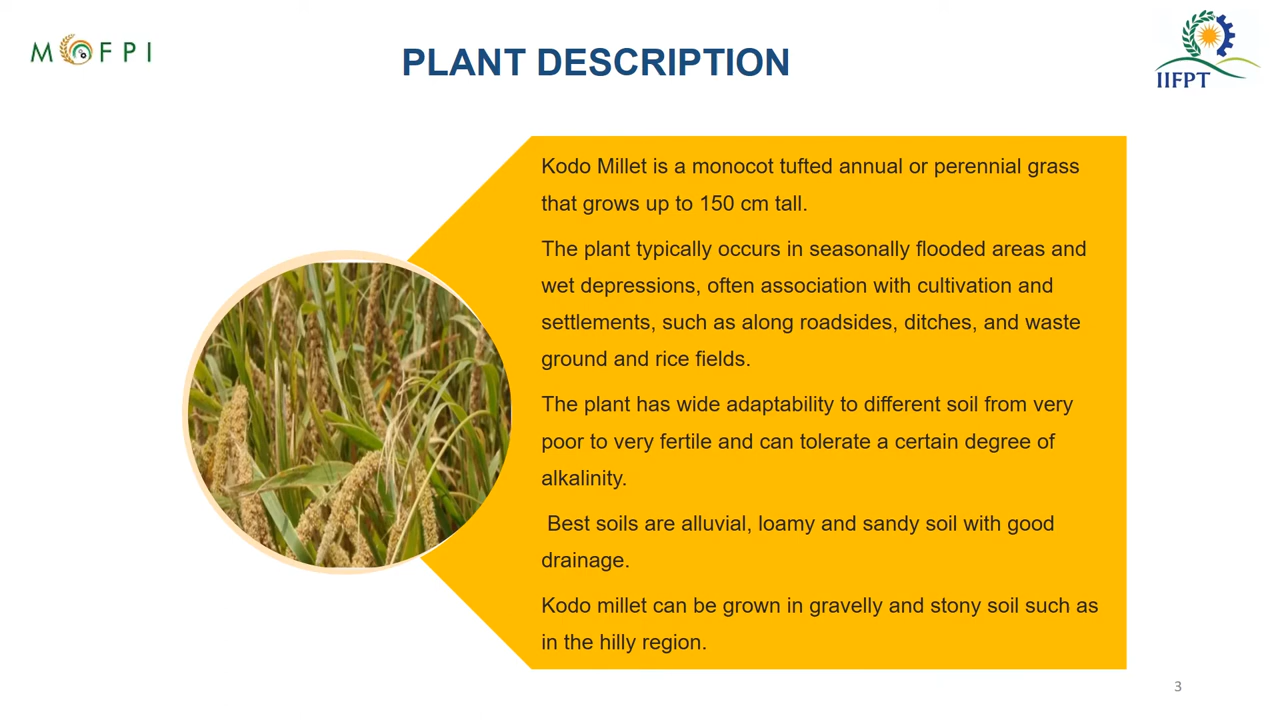 MOFPI
PLANT DESCRIPTION
IIFPT
Kodo Millet is a monocot tufted annual or perennial grass
that grows up to 150 cm tall.
The plant typically occurs in seasonally flooded areas and
wet depressions, often association with cultivation and
settlements, such as along roadsides, ditches, and waste
ground and rice fields.
The plant has wide adaptability to different soil from very
poor to very fertile and can tolerate a certain degree of
alkalinity.
Best soils are alluvial, loamy and sandy soil with good
drainage.
Kodo millet can be grown in gravelly and stony soil such as
in the hilly region.
3